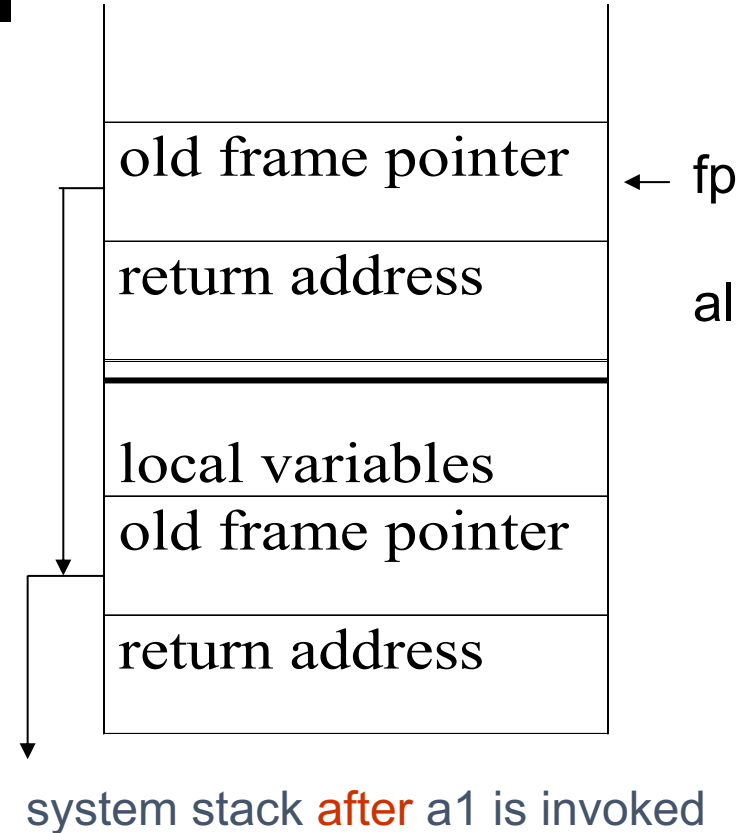 old frame pointer
fp
return address
al
local variables
old frame pointer
return address
system stack after a1 is invoked